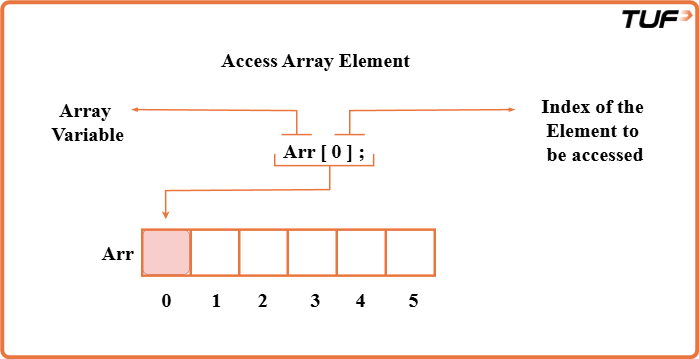 TUF
Access Array Element
Array
Variable
Index of the
Element to
be accessed
Arr [ 0 ] ;
Arr
0 1 2 3 4 5